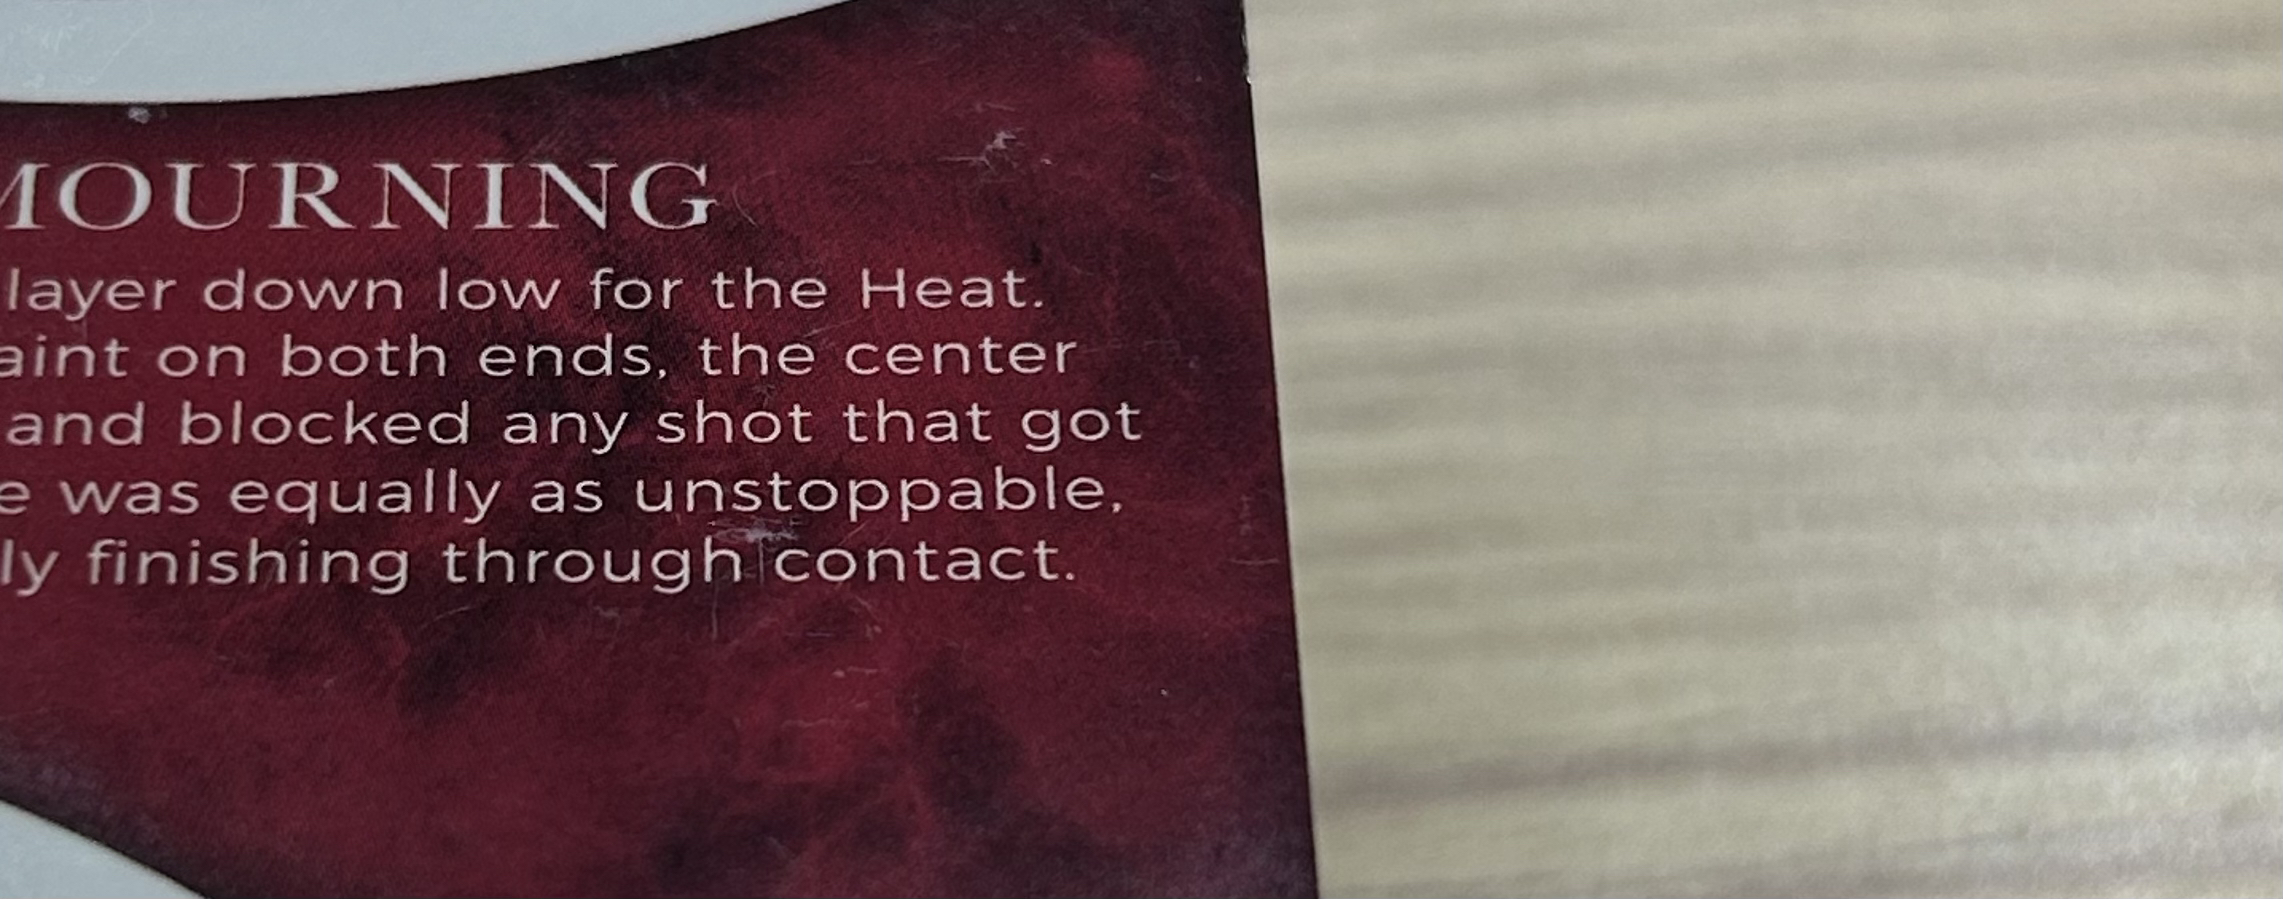 MOURNING
layer down low for the Heat.
aint on both ends, the center
and blocked any shot that got
e was equally as unstoppable,
ly finishing through contact.